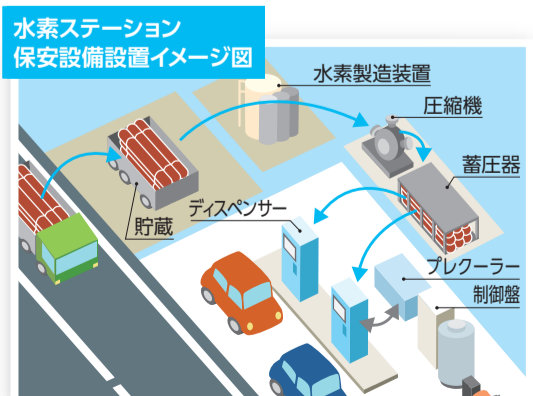 水素ステーション
保安設備設置イメージ図
水素製造装置
圧縮機
蓄圧器
ディスペンサー
貯蔵
プレクーラー
制御盤